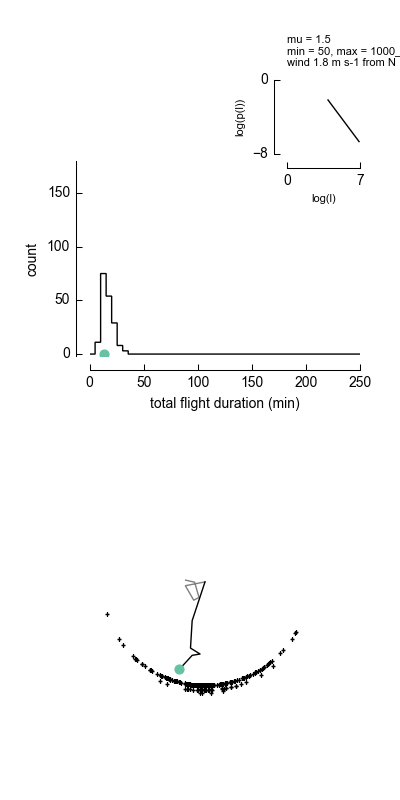 mu = 1.5
min = 50, max = 1000_
wind 1.8 m s-1 from N
0
log(p(l))
−8
0
7
log(l)
150
100
50
0
count
0
50
100
150
200
250
total flight duration (min)